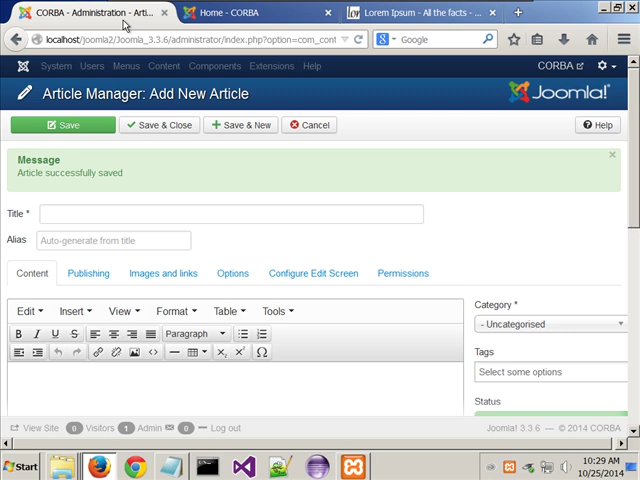 CORBA - Administration - Arti...
Home - CORBA
Lorem Ipsum - All the facts - ...
localhost/joomla2/Joomla_3.3.6/administrator/index.php?option=com_cont
Google
System Users Menus Content Components Extensions Help
CORBA
Article Manager: Add New Article
Joomla!
Save
Save & Close
Save & New
Cancel
Help
Message
Article successfully saved
Title *
Alias
Auto-generate from title
Content Publishing Images and links Options Configure Edit Screen Permissions
Edit Insert View Format Table Tools
Category *
- Uncategorised
B I U S Paragraph
Tags
Select some options
Status
View Site 0 Visitors 1 Admin 0 Log out
Joomla! 3.3.6 — © 2014 CORBA
Start
10:29 AM
10/25/2014